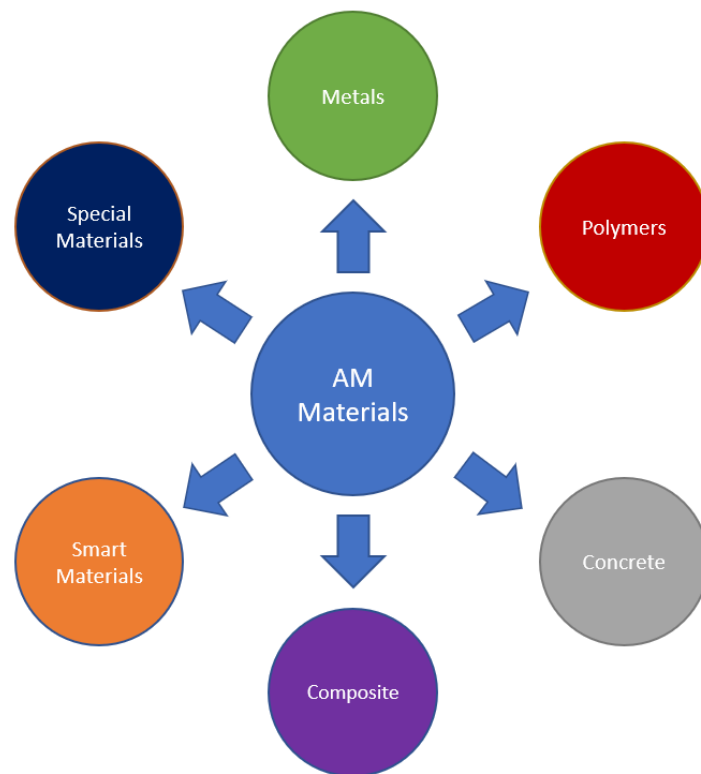 Metals
Special
Materials
Polymers
AM
Materials
Smart
Materials
Concrete
Composite